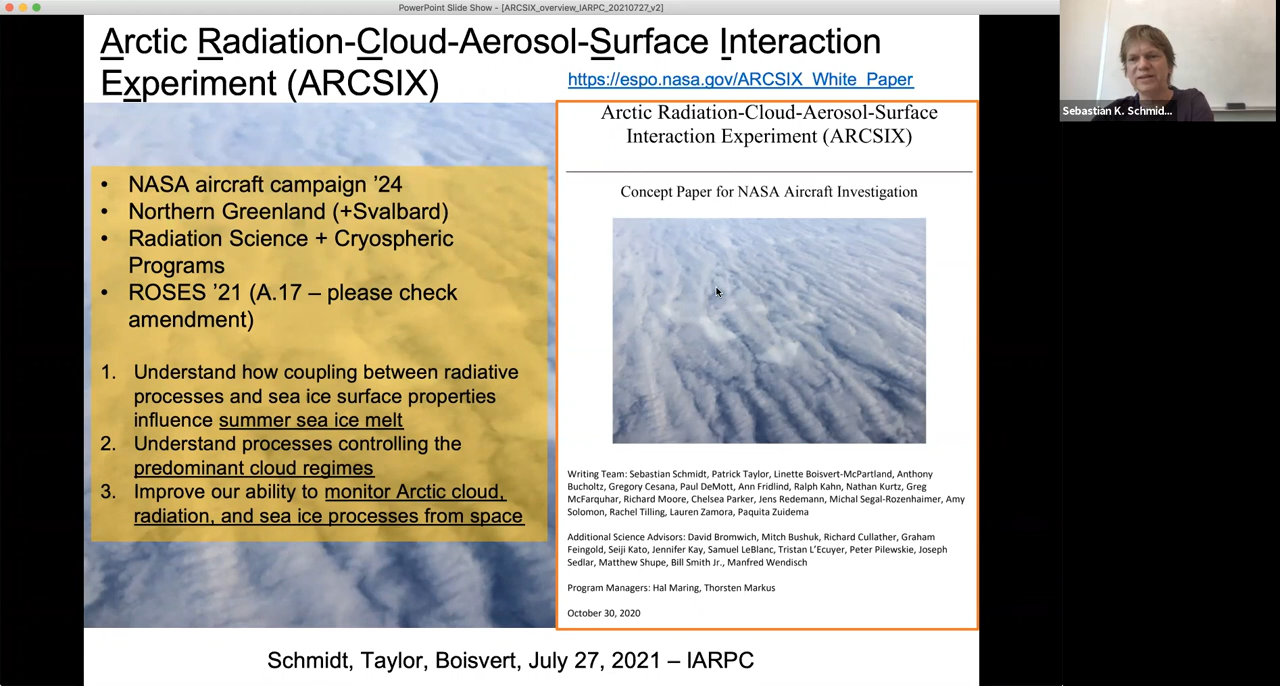 PowerPoint Slide Show - [ARCSIX_overview_IARPC_20210727_v2]
Arctic Radiation-Cloud-Aerosol-Surface Interaction
Experiment (ARCSIX)
https://espo.nasa.gov/ARCSIX_White_Paper
• NASA aircraft campaign ’24
• Northern Greenland (+Svalbard)
• Radiation Science + Cryospheric
Programs
• ROSES ’21 (A.17 – please check
amendment)
1. Understand how coupling between radiative
processes and sea ice surface properties
influence summer sea ice melt
2. Understand processes controlling the
predominant cloud regimes
3. Improve our ability to monitor Arctic cloud,
radiation, and sea ice processes from space
Arctic Radiation-Cloud-Aerosol-Surface
Interaction Experiment (ARCSIX)
Concept Paper for NASA Aircraft Investigation
Writing Team: Sebastian Schmidt, Patrick Taylor, Linette Boisvert-McPartland, Anthony
Bucholtz, Gregory Cesana, Paul DeMott, Ann Fridlind, Ralph Kahn, Nathan Kurtz, Greg
McFarquhar, Richard Moore, Chelsea Parker, Jens Redemann, Michal Segal-Rozenhaimer, Amy
Solomon, Rachel Tilling, Lauren Zamora, Paquita Zuidema
Additional Science Advisors: David Bromwich, Mitch Bushuk, Richard Cullather, Graham
Feingold, Seiji Kato, Jennifer Kay, Samuel LeBlanc, Tristan L’Ecuyer, Peter Pilewskie, Joseph
Sedlar, Matthew Shupe, Bill Smith Jr., Manfred Wendisch
Program Managers: Hal Maring, Thorsten Markus
October 30, 2020
Schmidt, Taylor, Boisvert, July 27, 2021 – IARPC
Sebastian K. Schmid...